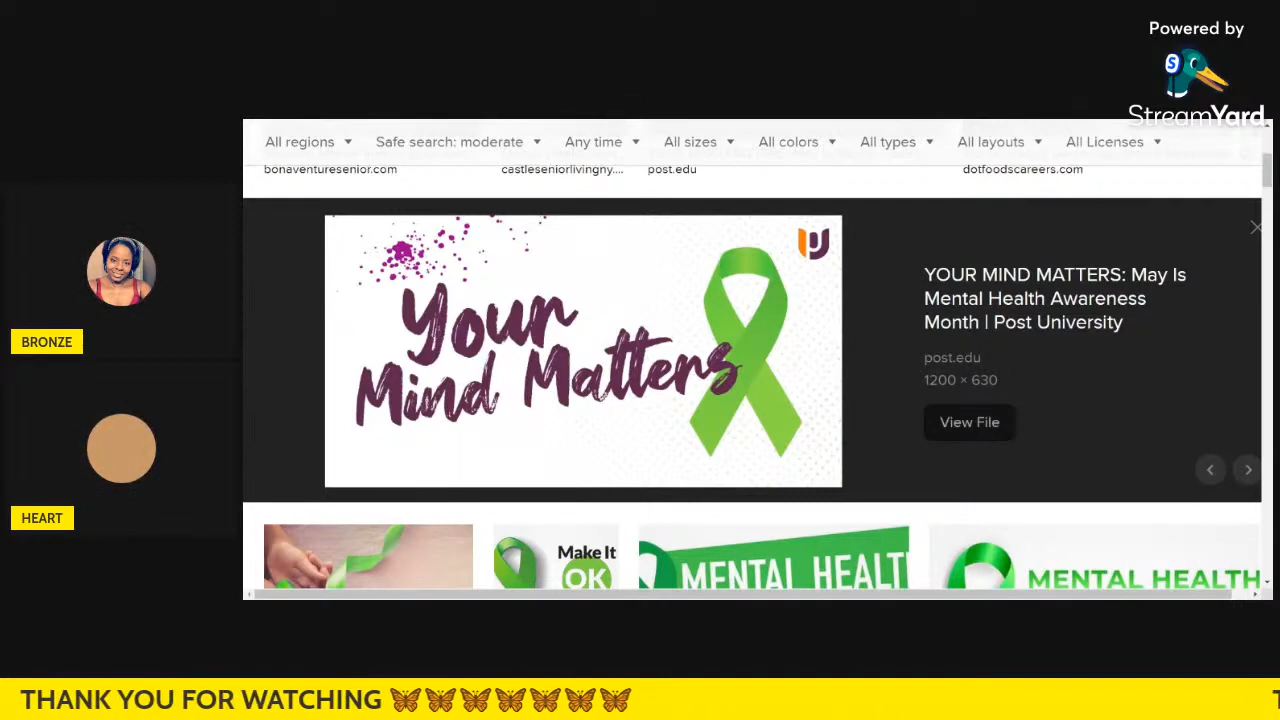 Powered by
StreamYard
All regions Safe search: moderate Any time All sizes All colors All types All layouts All Licenses
bonaventuresenior.com castleseniorlivingny.... post.edu dotfoodscareers.com
Your
Mind Matters
YOUR MIND MATTERS: May Is
Mental Health Awareness
Month | Post University
post.edu
1200 × 630
View File
BRONZE
HEART
Make It
OK
MENTAL HEALT
MENTAL HEALTH
THANK YOU FOR WATCHING 🦋🦋🦋🦋🦋🦋🦋